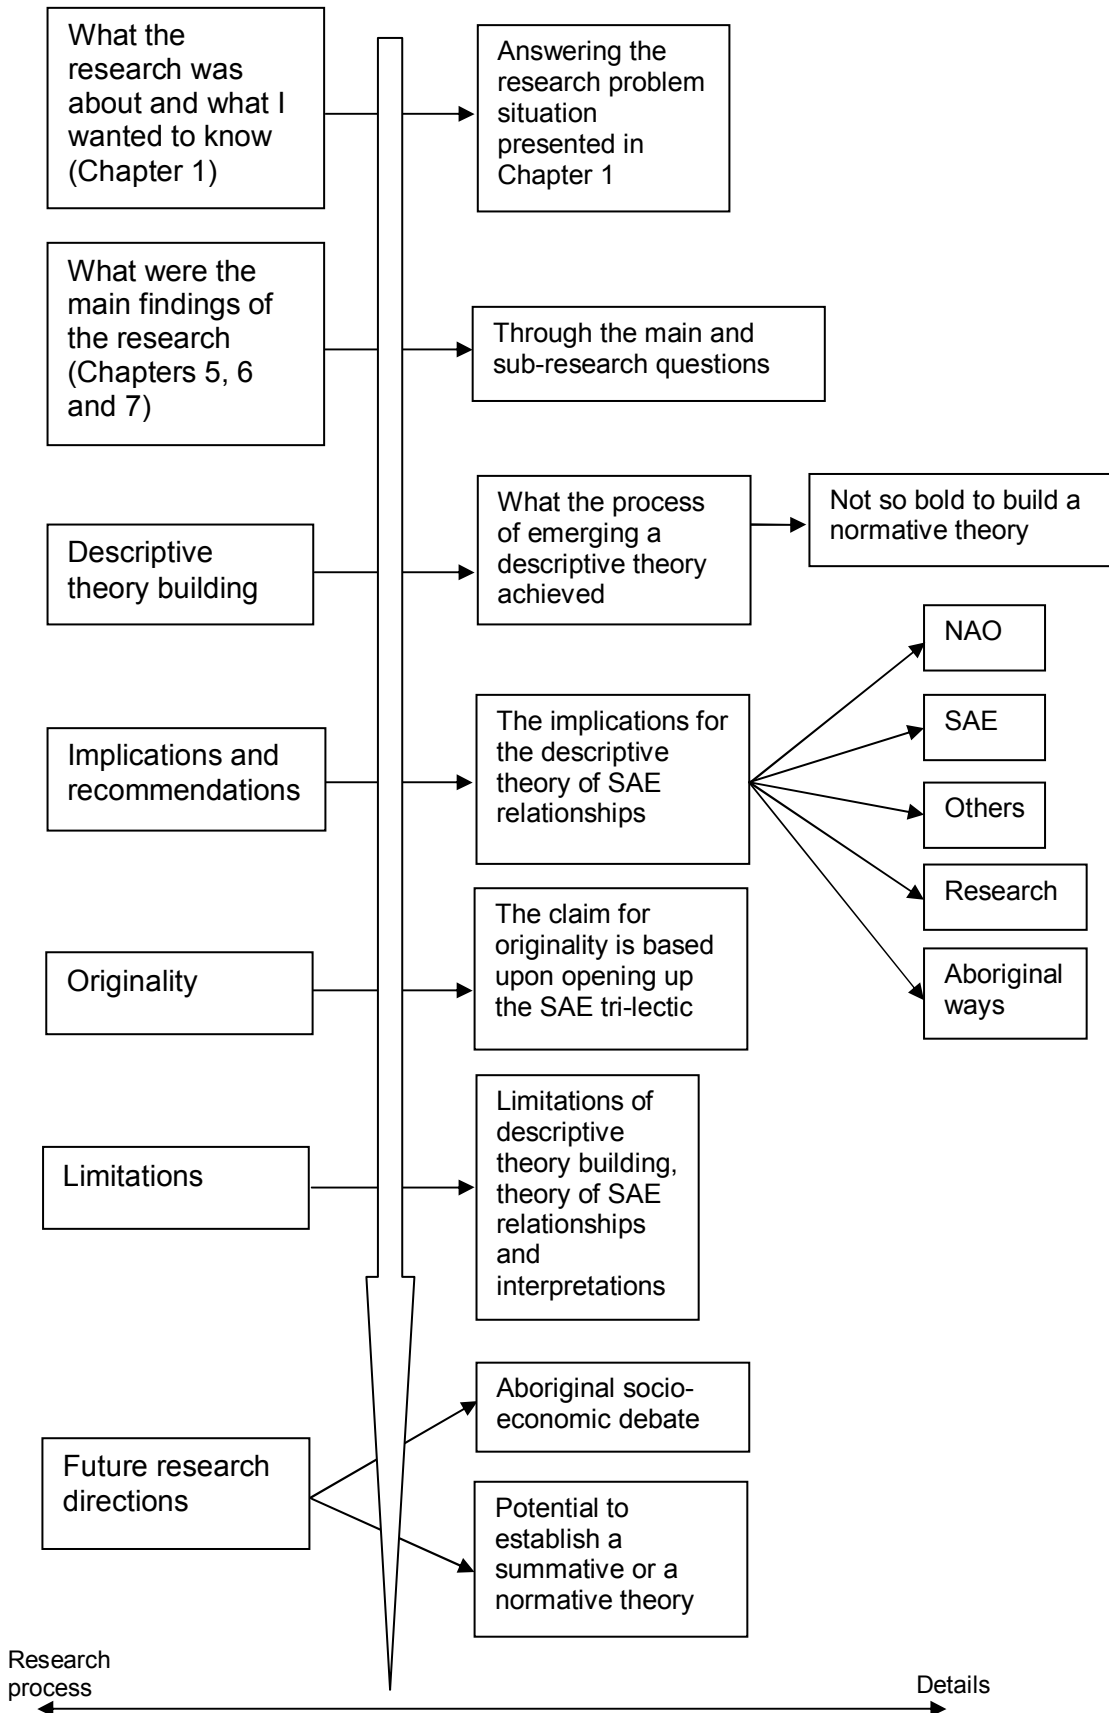 What the
research was
about and what I
wanted to know
(Chapter 1)
Answering the
research problem
situation
presented in
Chapter 1
What were the
main findings of
the research
(Chapters 5, 6
and 7)
Through the main and
sub-research questions
Descriptive
theory building
What the process
of emerging a
descriptive theory
achieved
Not so bold to build a
normative theory
Implications and
recommendations
The implications for
the descriptive
theory of SAE
relationships
NAO
SAE
Others
Research
Aboriginal
ways
Originality
The claim for
originality is based
upon opening up
the SAE tri-lectic
Limitations
Limitations of
descriptive
theory building,
theory of SAE
relationships
and
interpretations
Future research
directions
Aboriginal socio-
economic debate
Potential to
establish a
summative or a
normative theory
Research
process
Details